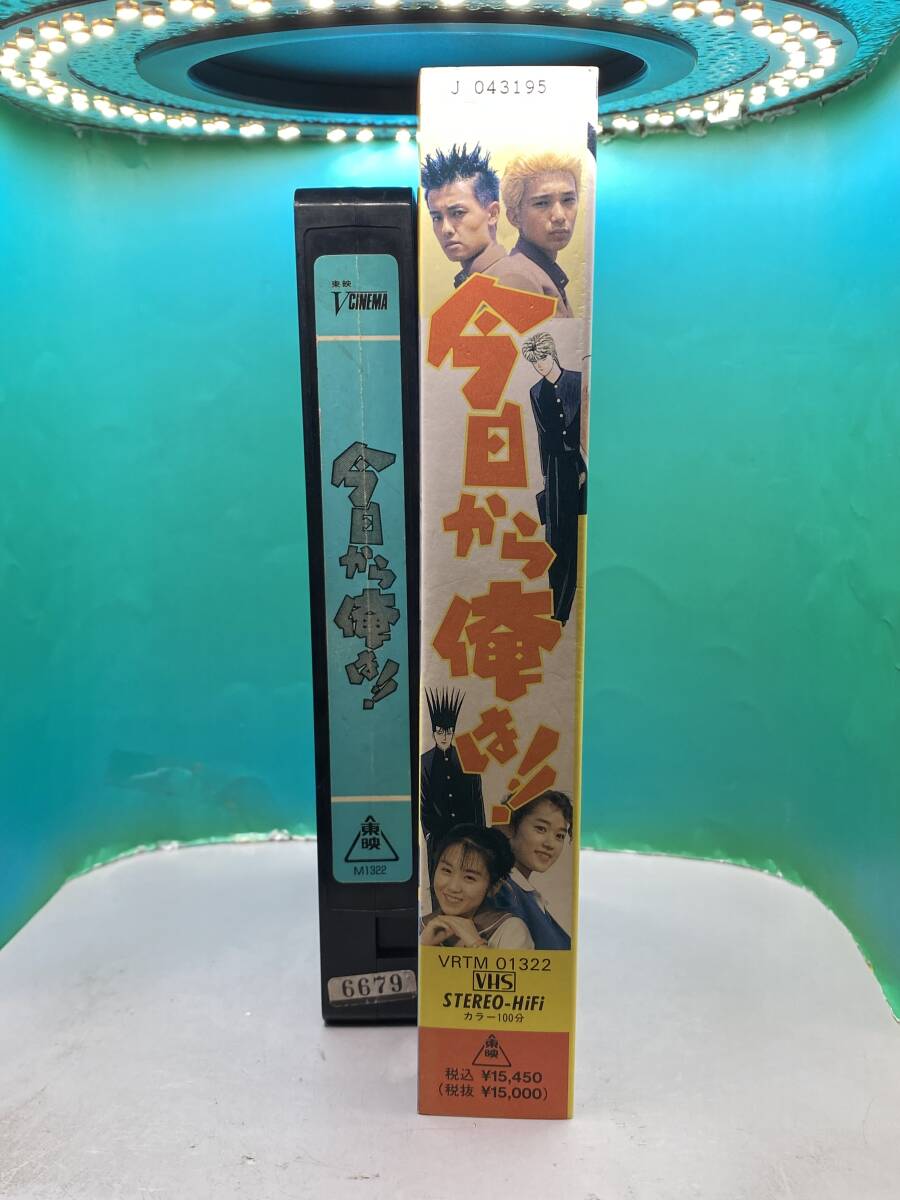 東映
V CINEMA
今日から俺は!!
東映
M1322
6679
J 043195
今日から俺は!!
VRTM 01322
VHS
STEREO-HiFi
カラー100分
東映
税込 ¥15,450
(税抜 ¥15,000)